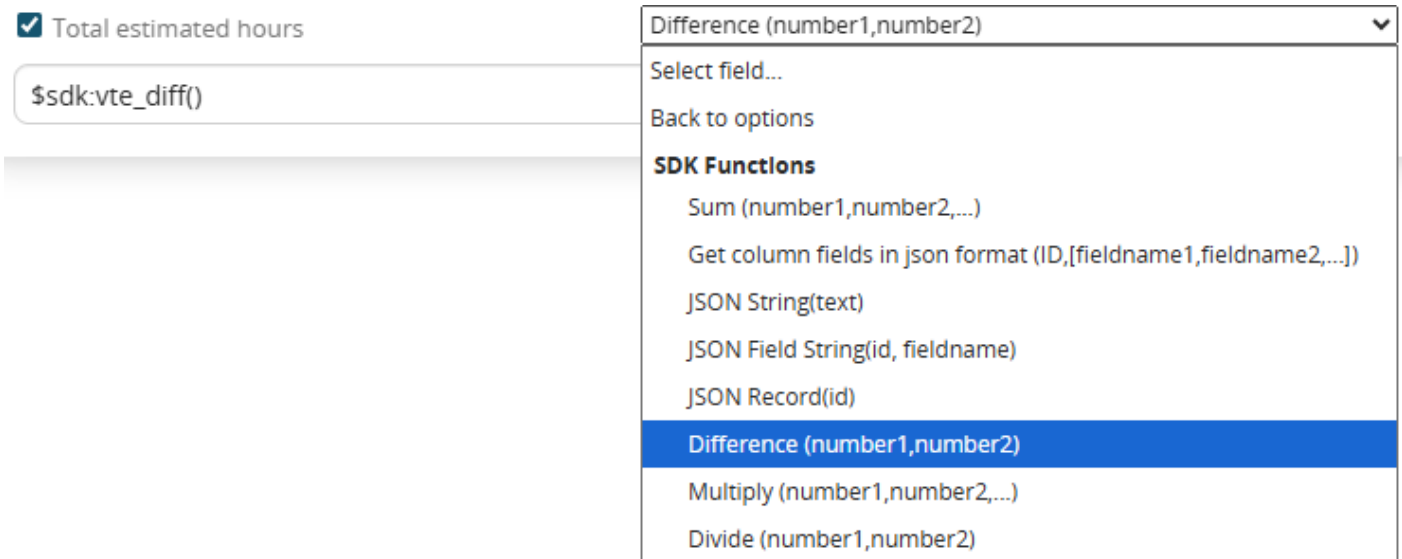 Total estimated hours
Difference (number1,number2)
$sdk:vte_diff()
Select field...
Back to options
SDK Functions
Sum (number1,number2,...)
Get column fields in json format (ID,[fieldname1,fieldname2,...])
JSON String(text)
JSON Field String(id, fieldname)
JSON Record(id)
Difference (number1,number2)
Multiply (number1,number2,...)
Divide (number1,number2)